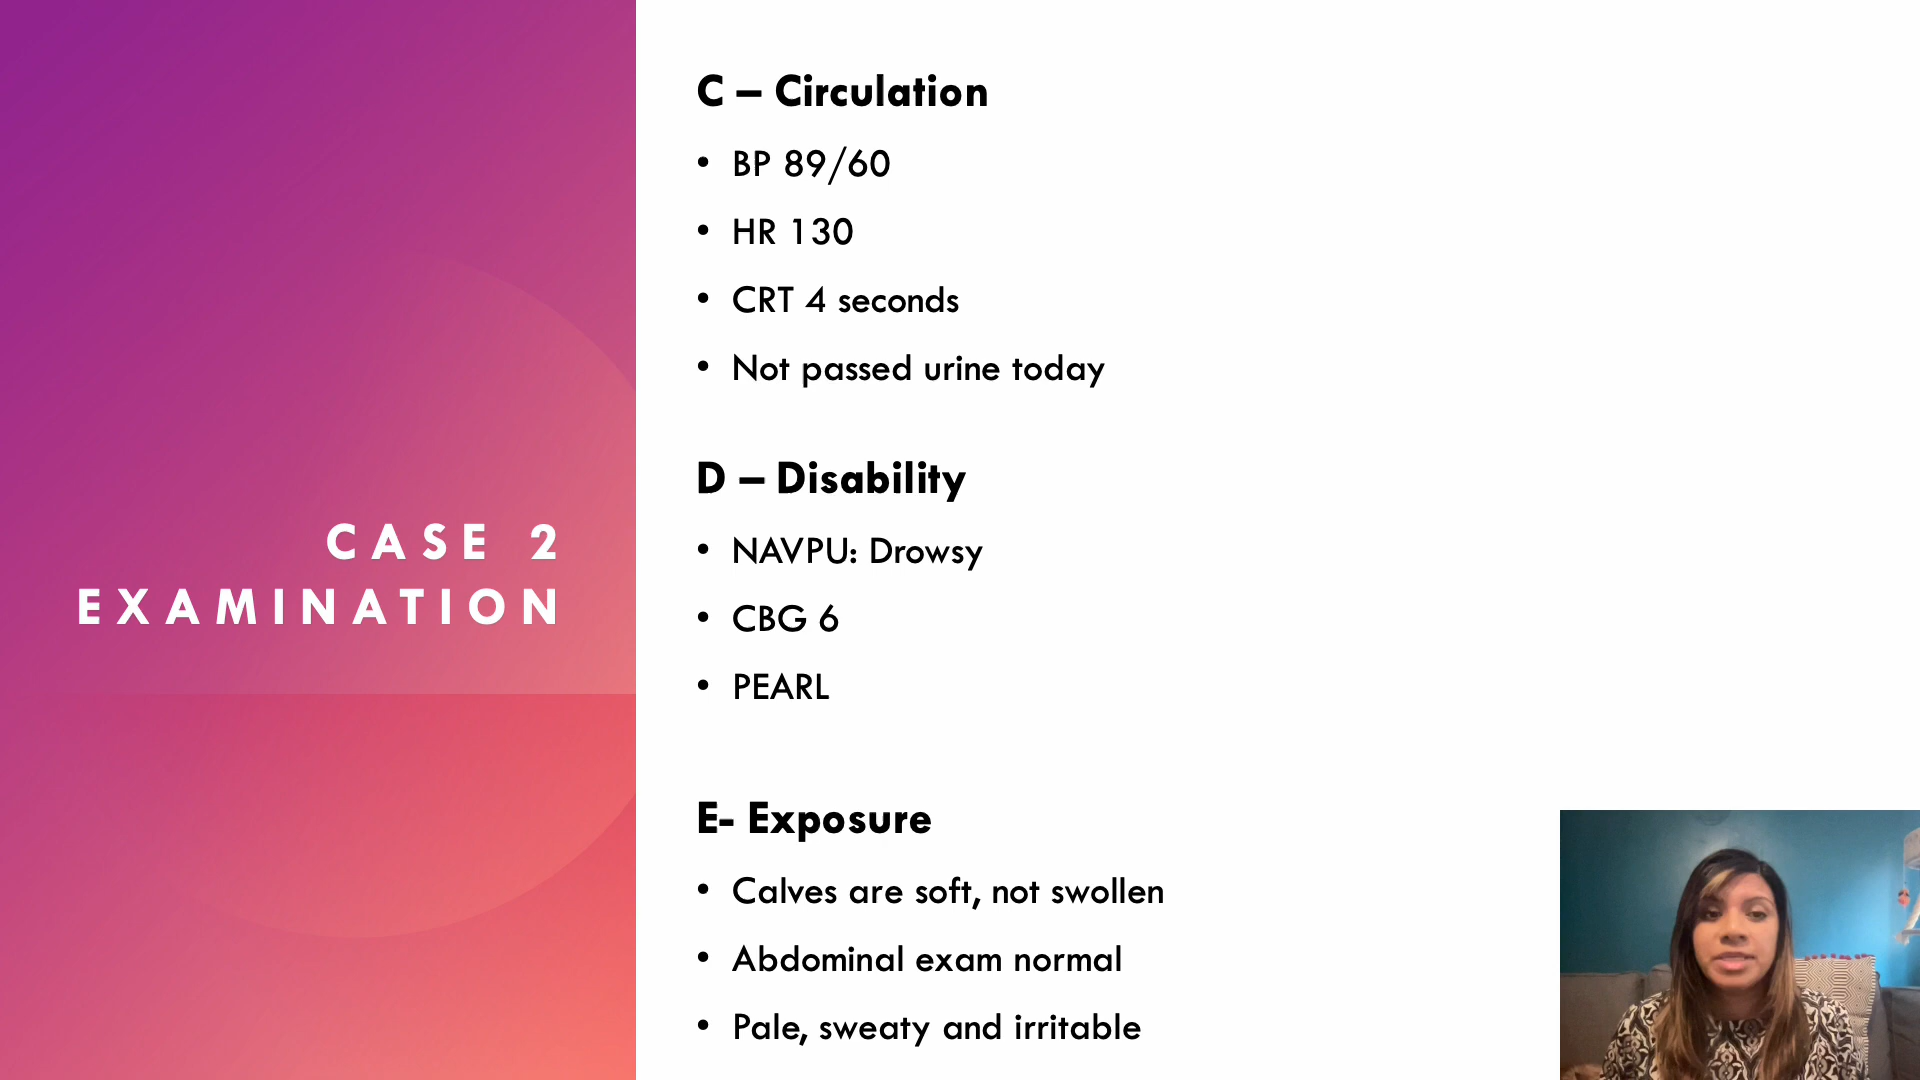 CASE 2
EXAMINATION
C – Circulation
• BP 89/60
• HR 130
• CRT 4 seconds
• Not passed urine today
D – Disability
• NAVPU: Drowsy
• CBG 6
• PEARL
E- Exposure
• Calves are soft, not swollen
• Abdominal exam normal
• Pale, sweaty and irritable